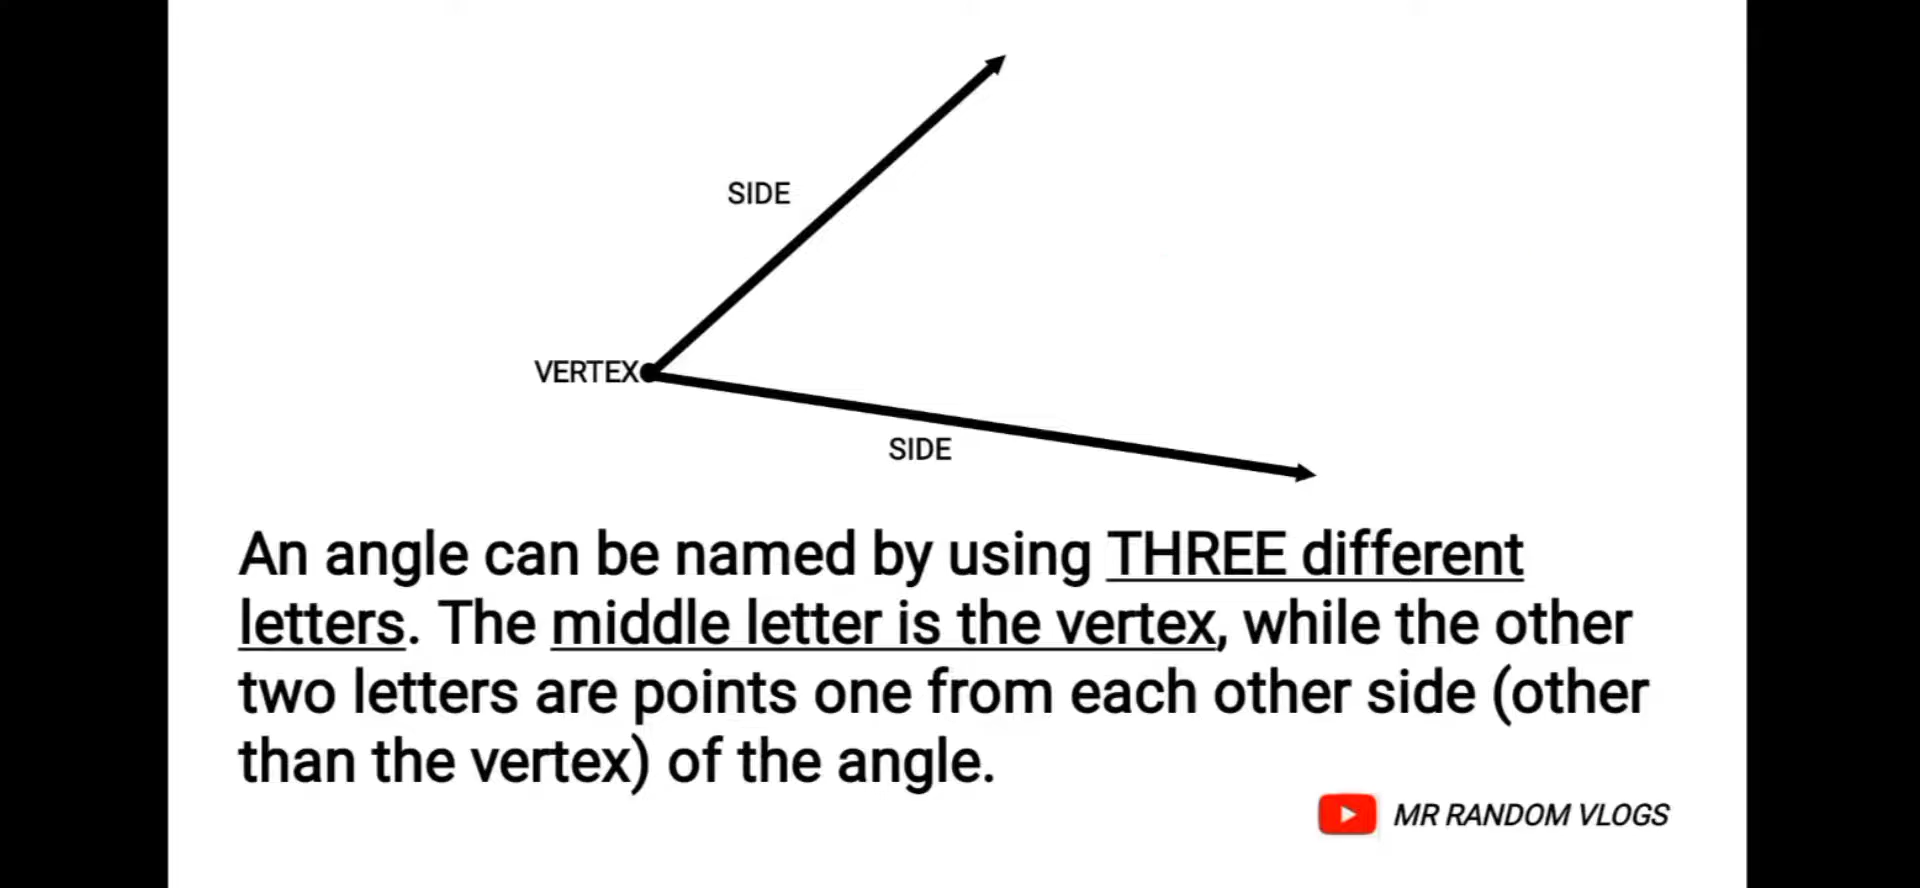 SIDE
VERTEX
SIDE
An angle can be named by using THREE different
letters. The middle letter is the vertex, while the other
two letters are points one from each other side (other
than the vertex) of the angle.
MR RANDOM VLOGS